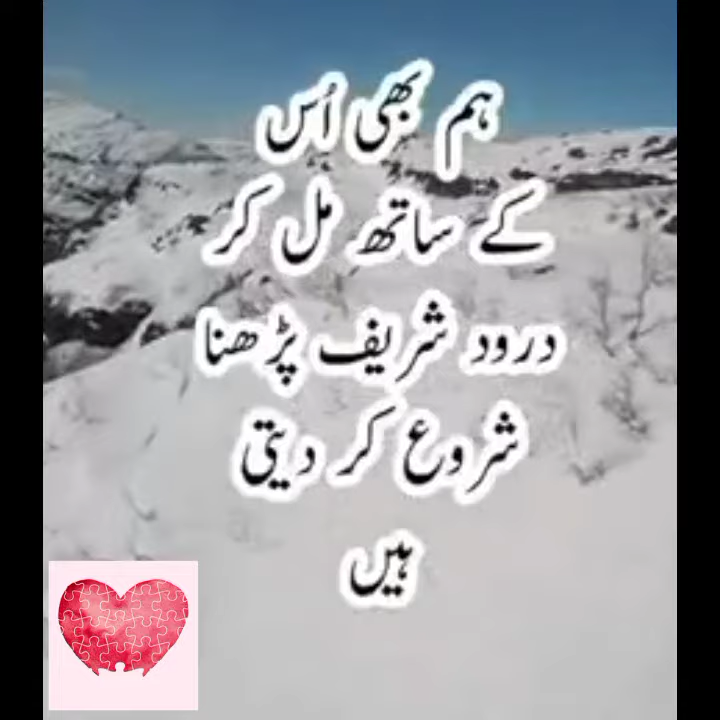 ہم بھی اُس
کے ساتھ مل کر
درود شریف پڑھنا
شروع کر دیتی
ہیں